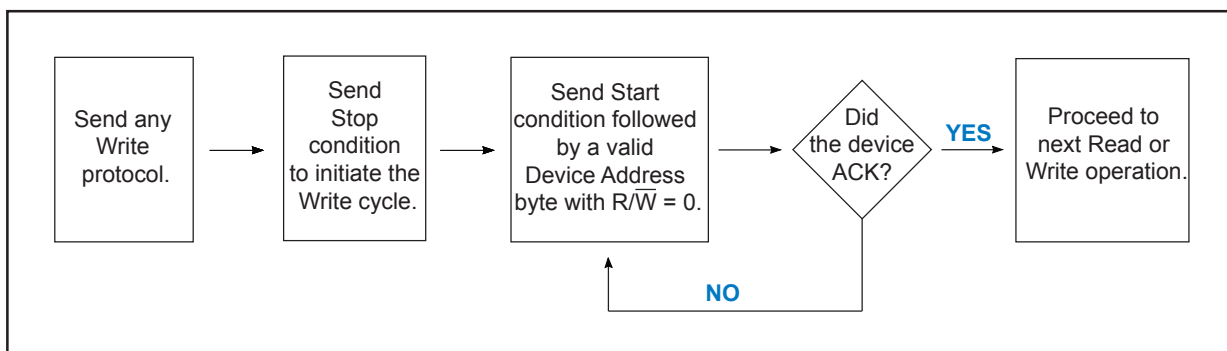 Send any
Write
protocol.
Send
Stop
condition
to initiate the
Write cycle.
Send Start
condition followed
by a valid
Device Address
byte with R/W̅ = 0.
Did
the device
ACK?
YES
NO
Proceed to
next Read or
Write operation.